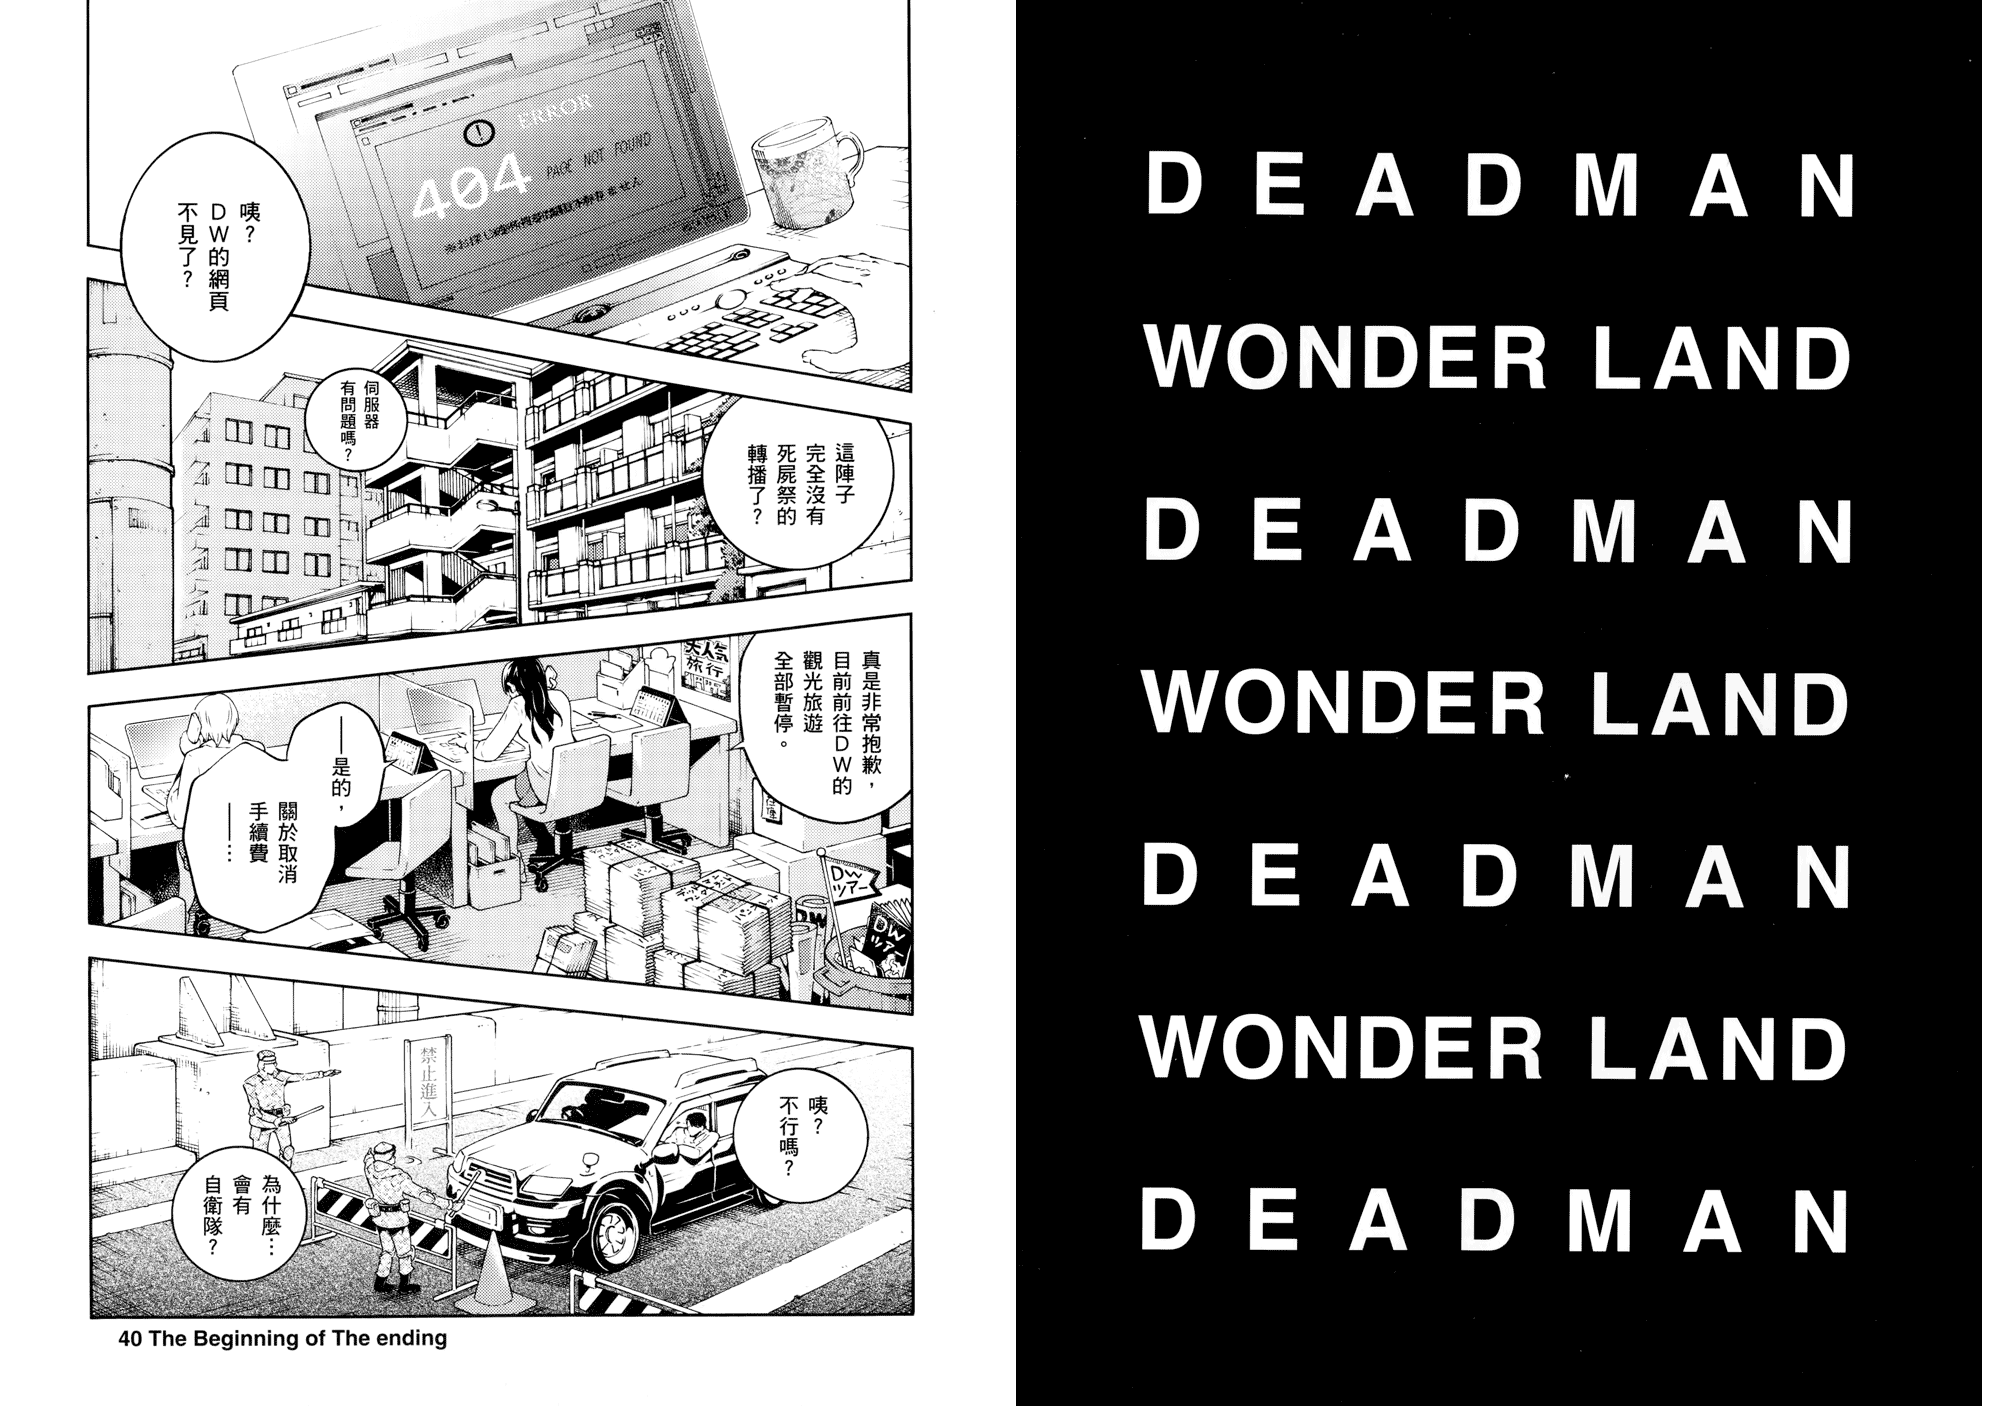 DEADMAN
WONDER LAND
DEADMAN
WONDER LAND
DEADMAN
WONDER LAND
DEADMAN
ERROR
404
PAGE NOT FOUND
咦?
DW的網頁
不見了?
這陣子
完全沒有
死屍祭的
轉播了?
伺服器
有問題嗎?
真是非常抱歉,
目前前往DW的
觀光旅遊
全部暫停。
——是的,
關於取消
手續費
——…
大人気
旅行
DW
ツアー
DW
DW
ツアー
咦?
不行嗎?
禁止進入
為什麼…
會有
自衛隊?
40 The Beginning of The ending